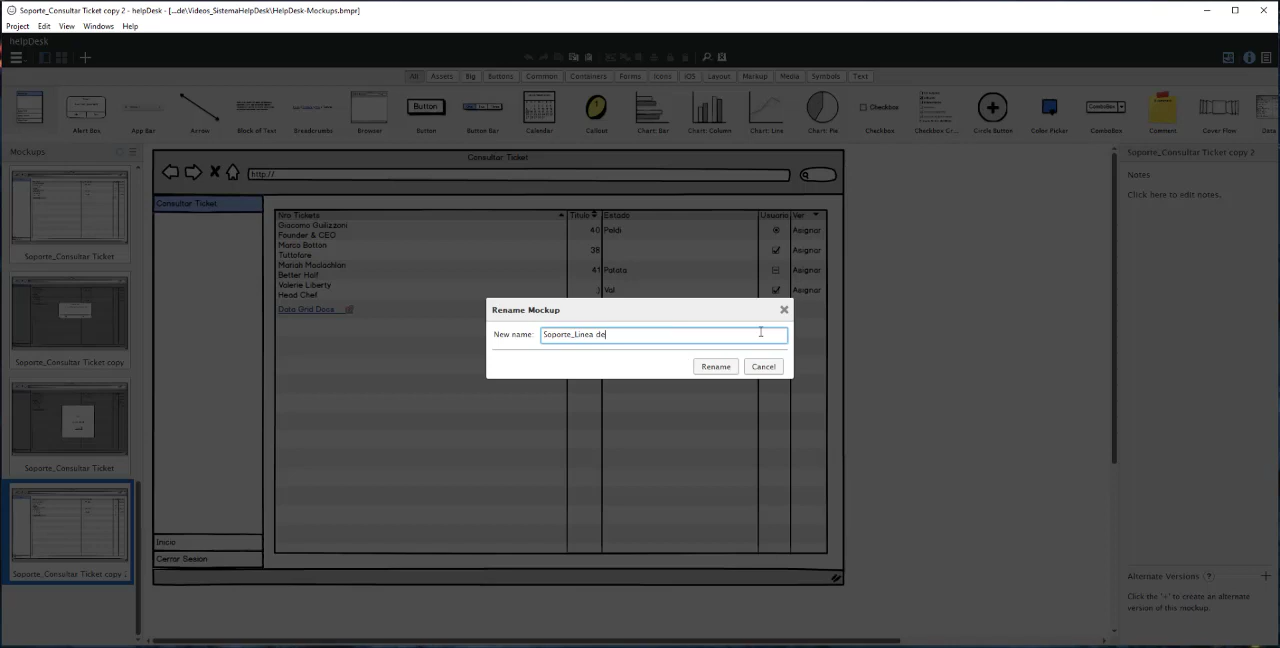 Soporte_Consultar Ticket copy 2 - helpDesk - [...de\Videos_SistemaHelpDesk\HelpDesk-Mockups.bmpr]
Project Edit View Windows Help
helpDesk
All Assets Big Buttons Common Containers Forms Icons iOS Layout Markup Media Symbols Text
Alert Box App Bar Arrow Block of Text Breadcrumbs Browser Button Button Bar Calendar Callout Chart: Bar Chart: Column Chart: Line Chart: Pie Checkbox Checkbox Gr... Circle Button Color Picker ComboBox Comment Cover Flow Data
Button
Checkbox
ComboBox
Mockups
Soporte_Consultar Ticket
Soporte_Consultar Ticket copy
Soporte_Consultar Ticket
Soporte_Consultar Ticket copy 2
Consultar Ticket
http://
Consultar Ticket
Nro Tickets Titulo Estado Usuario Ver
Giacomo Guilizzoni
Founder & CEO
40 Peldi Asignar
Marco Botton
Tuttofare
38 Asignar
Mariah Maclachlan
Better Half
41 Patata Asignar
Valerie Liberty
Head Chef
:) Val Asignar
Data Grid Docs
Inicio
Cerrar Sesion
Rename Mockup
New name: Soporte_Linea de
Rename Cancel
Soporte_Consultar Ticket copy 2
Notes
Click here to edit notes.
Alternate Versions ?
Click the '+' to create an alternate
version of this mockup.